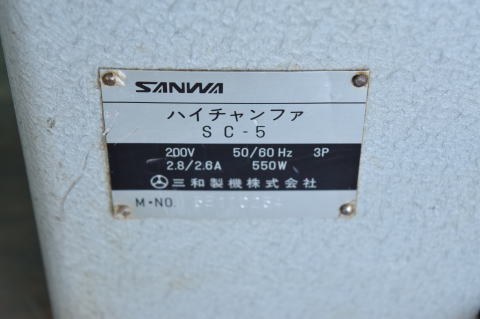 SANWA
ハイチャンファ
SC-5
200V 50/60Hz 3P
2.8/2.6A 550W
三和製機株式会社
M・NO.